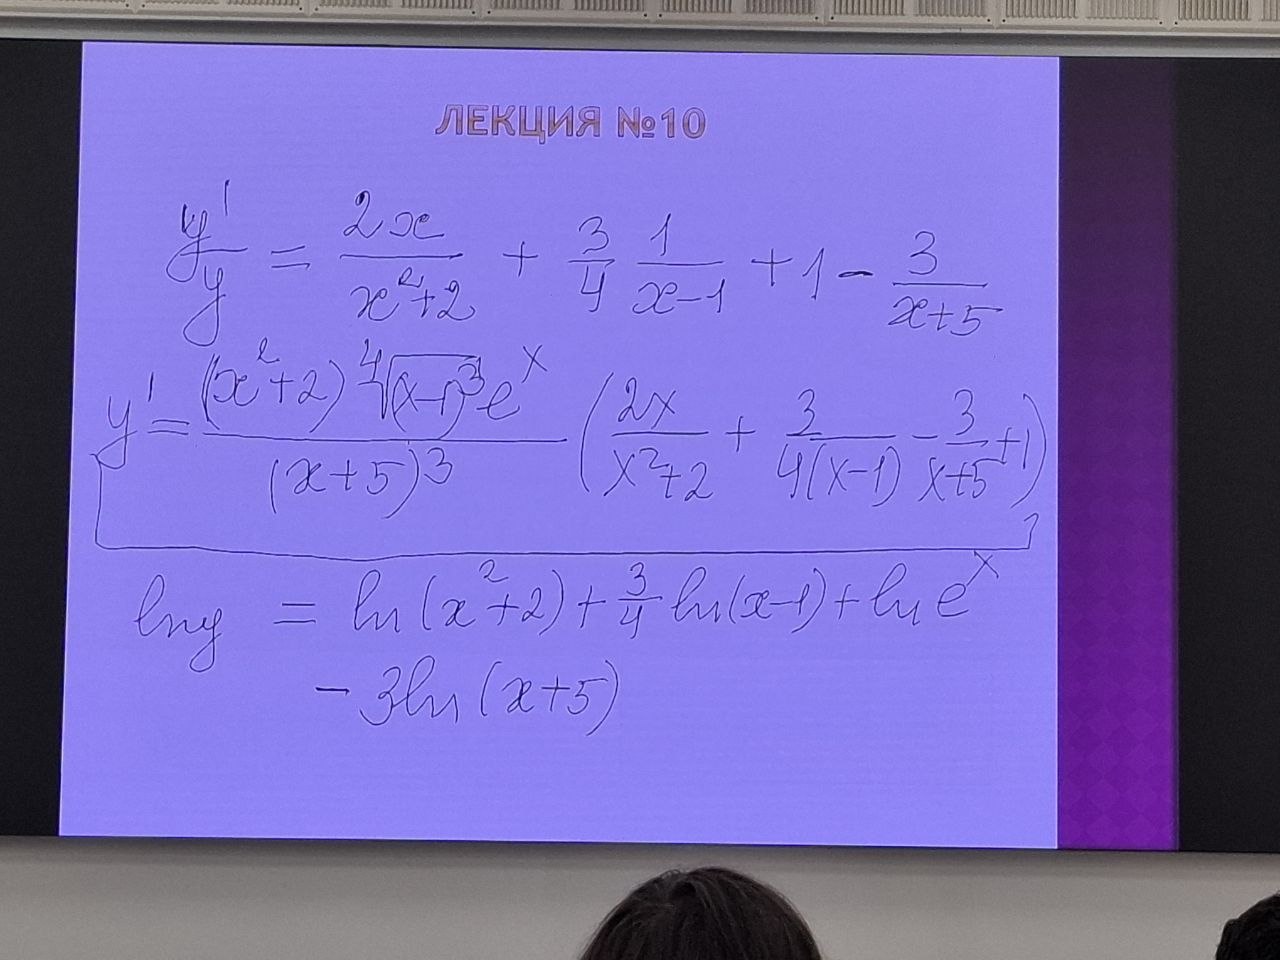 ЛЕКЦИЯ №10
y'/y = 2x/(x²+2) + 3/4 1/(x-1) + 1 - 3/(x+5)
y' = (x²+2) ∜(x-1)³ eˣ / (x+5)³ (2x/(x²+2) + 3/(4(x-1)) - 3/(x+5) + 1)
ln y = ln(x²+2) + 3/4 ln(x-1) + ln eˣ
- 3ln(x+5)